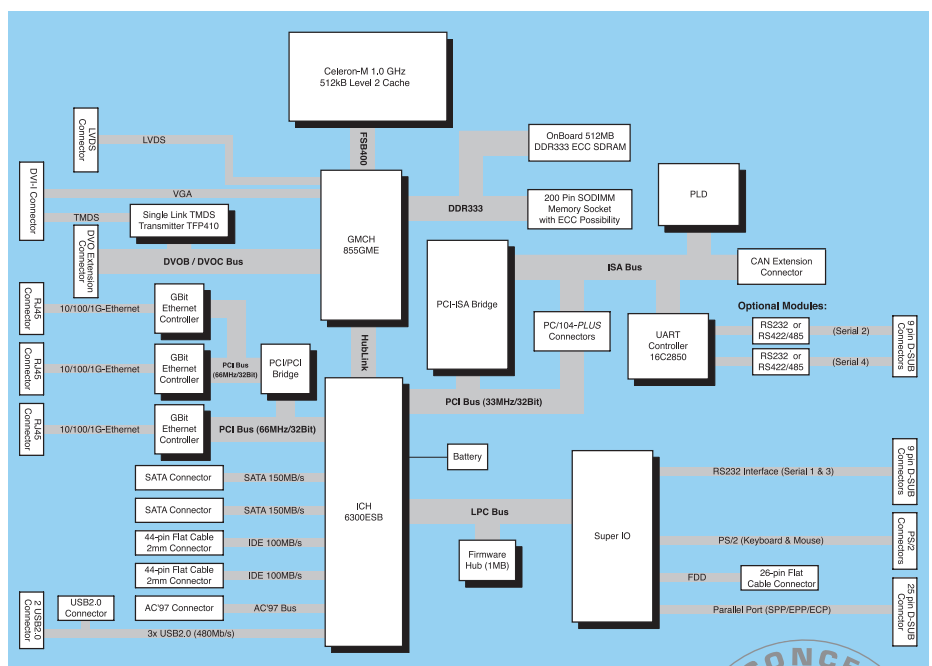 Celeron-M 1.0 GHz
512kB Level 2 Cache
FSB400
LVDS
Connector
LVDS
DVI-I Connector
VGA
TMDS
Single Link TMDS
Transmitter TFP410
DVO Extension
Connector
DVOB / DVOC Bus
GMCH
855GME
DDR333
OnBoard 512MB
DDR333 ECC SDRAM
200 Pin SODIMM
Memory Socket
with ECC Possibility
PLD
PCI-ISA Bridge
ISA Bus
CAN Extension
Connector
PC/104-PLUS
Connectors
UART
Controller
16C2850
Optional Modules:
RS232 or
RS422/485
(Serial 2)
RS232 or
RS422/485
(Serial 4)
9 pin D-SUB
Connectors
RJ45
Connector
10/100/1G-Ethernet
GBit
Ethernet
Controller
RJ45
Connector
10/100/1G-Ethernet
GBit
Ethernet
Controller
PCI Bus
(66MHz/32Bit)
PCI/PCI
Bridge
HubLink
RJ45
Connector
10/100/1G-Ethernet
GBit
Ethernet
Controller
PCI Bus (66MHz/32Bit)
PCI Bus (33MHz/32Bit)
ICH
6300ESB
Battery
SATA Connector
SATA 150MB/s
SATA Connector
SATA 150MB/s
44-pin Flat Cable
2mm Connector
IDE 100MB/s
44-pin Flat Cable
2mm Connector
IDE 100MB/s
AC'97 Connector
AC'97 Bus
2 USB2.0
Connector
USB2.0
Connector
3x USB2.0 (480Mb/s)
LPC Bus
Firmware
Hub (1MB)
Super IO
RS232 Interface (Serial 1 & 3)
9 pin D-SUB
Connectors
PS/2 (Keyboard & Mouse)
PS/2
Connectors
FDD
26-pin Flat
Cable Connector
Parallel Port (SPP/EPP/ECP)
25 pin D-SUB
Connctor